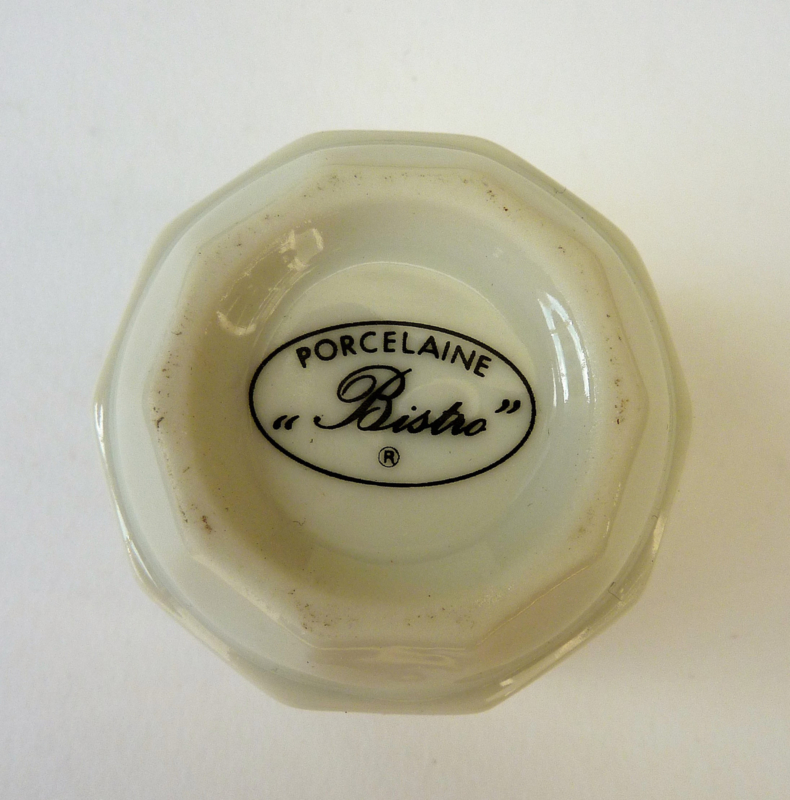 PORCELAINE
„Bistro”
®